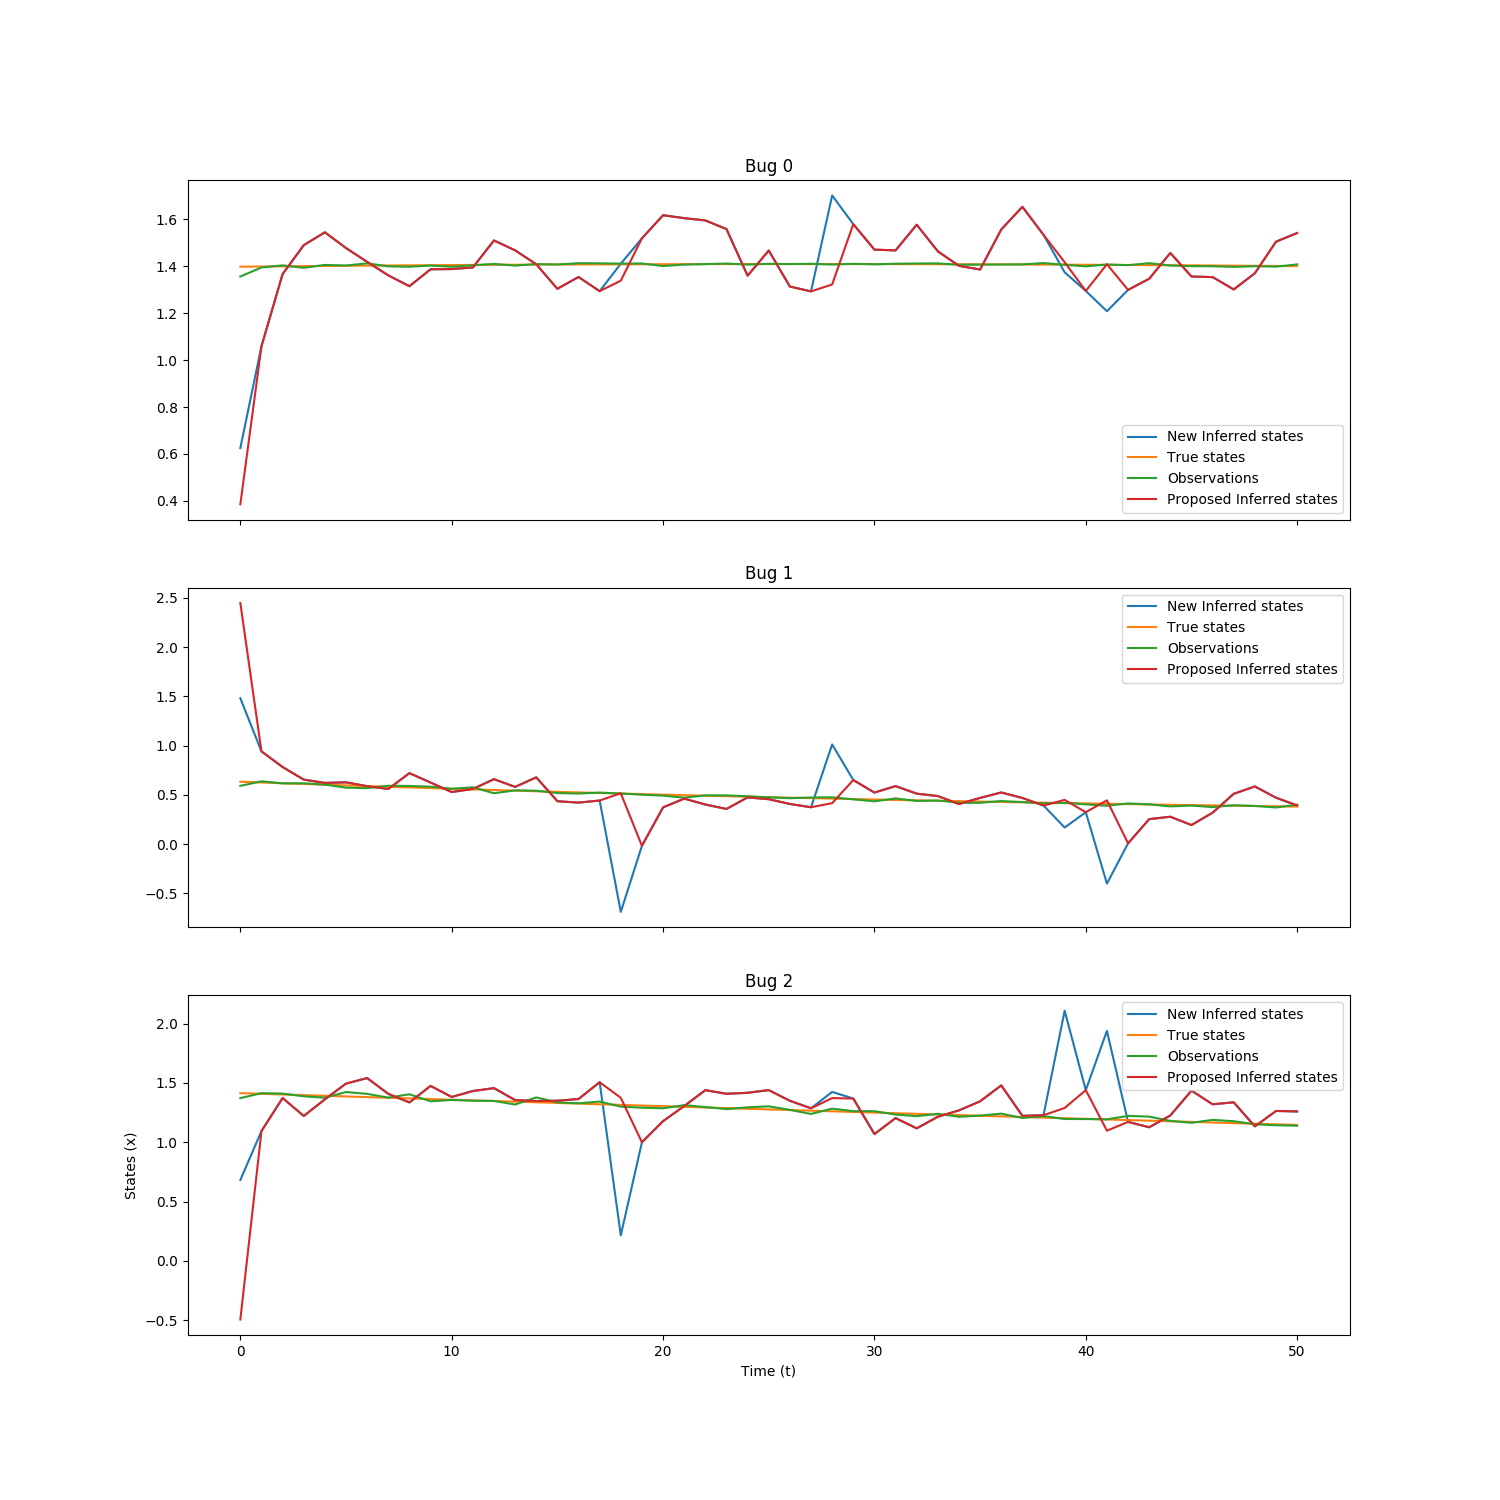 Bug 0
1.6
1.4
1.2
1.0
0.8
0.6
0.4
New Inferred states
True states
Observations
Proposed Inferred states
Bug 1
2.5
2.0
1.5
1.0
0.5
0.0
−0.5
New Inferred states
True states
Observations
Proposed Inferred states
Bug 2
2.0
1.5
1.0
0.5
0.0
−0.5
States (x)
New Inferred states
True states
Observations
Proposed Inferred states
0 10 20 30 40 50
Time (t)